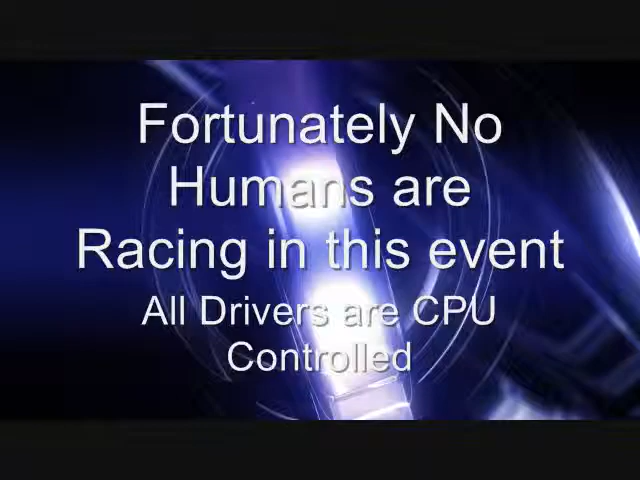 Fortunately No
Humans are
Racing in this event
All Drivers are CPU
Controlled